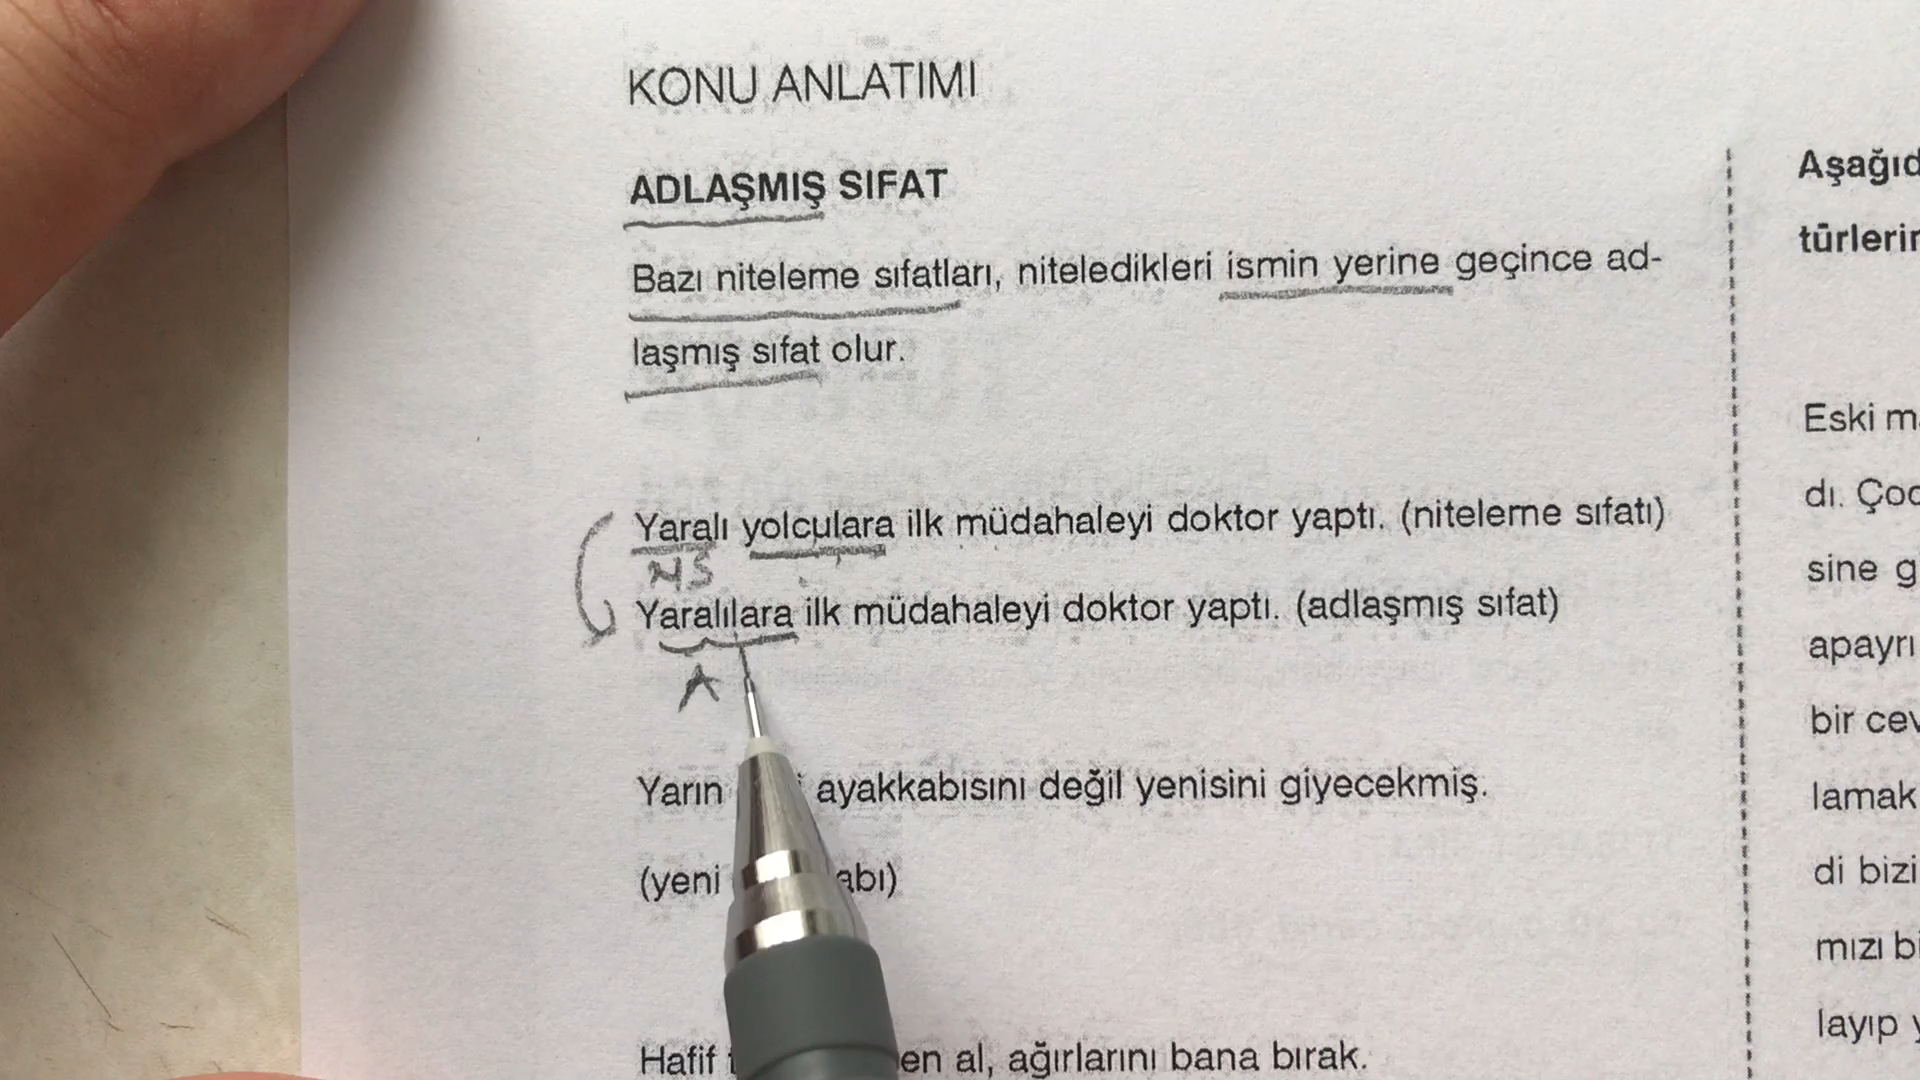 KONU ANLATIMI
ADLAŞMIŞ SIFAT
Bazı niteleme sıfatları, niteledikleri ismin yerine geçince ad-
laşmış sıfat olur.
Yaralı yolculara ilk müdahaleyi doktor yaptı. (niteleme sıfatı)
NS
Yaralılara ilk müdahaleyi doktor yaptı. (adlaşmış sıfat)
A
Yarın ayakkabısını değil yenisini giyecekmiş.
(yeni abı)
Hafif en al, ağırlarını bana bırak.
Aşağıd
türlerin
Eski m
dı. Çoc
sine g
apayrı
bir cev
lamak
di bizi
mızı bi
layıp y